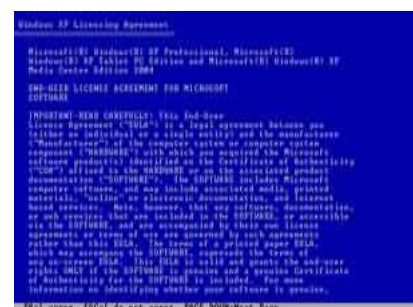 Windows XP Licensing Agreement
Microsoft(R) Windows(R) XP Professional, Microsoft(R)
Windows(R) XP Tablet PC Edition and Microsoft(R) Windows(R) XP
Media Center Edition 2004
END-USER LICENSE AGREEMENT FOR MICROSOFT
SOFTWARE
IMPORTANT-READ CAREFULLY: This End-User
License Agreement ("EULA") is a legal agreement between you
(either an individual or a single entity) and the manufacturer
("Manufacturer") of the computer system or computer system
component ("HARDWARE") with which you acquired the Microsoft
software product(s) identified on the Certificate of Authenticity
("COA") affixed to the HARDWARE or on the associated product
documentation ("SOFTWARE"). The SOFTWARE includes Microsoft
computer software, and may include associated media, printed
materials, "online" or electronic documentation, and Internet
based services. Note, however, that any software, documentation,
or web services that are included in the SOFTWARE, or accessible
via the SOFTWARE, and are accompanied by their own license
agreements or terms of use are governed by such agreements
rather than this EULA. The terms of a printed paper EULA,
which may accompany the SOFTWARE, supersede the terms of
any on-screen EULA. This EULA is valid and grants the end-user
rights ONLY if the SOFTWARE is genuine and a genuine Certificate
of Authenticity for the SOFTWARE is included. For more
information on identifying whether your software is genuine,